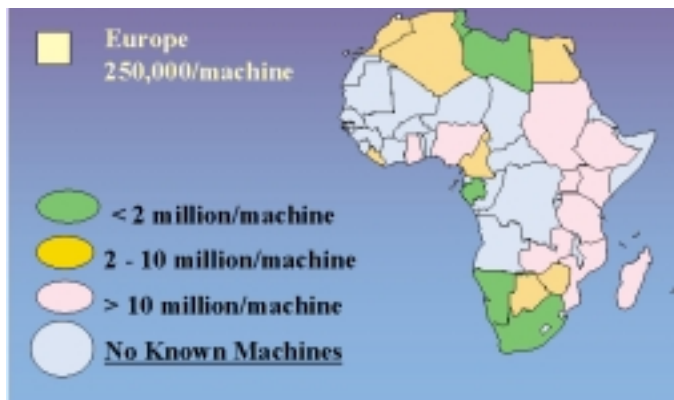 Europe
250,000/machine
< 2 million/machine
2 - 10 million/machine
> 10 million/machine
No Known Machines